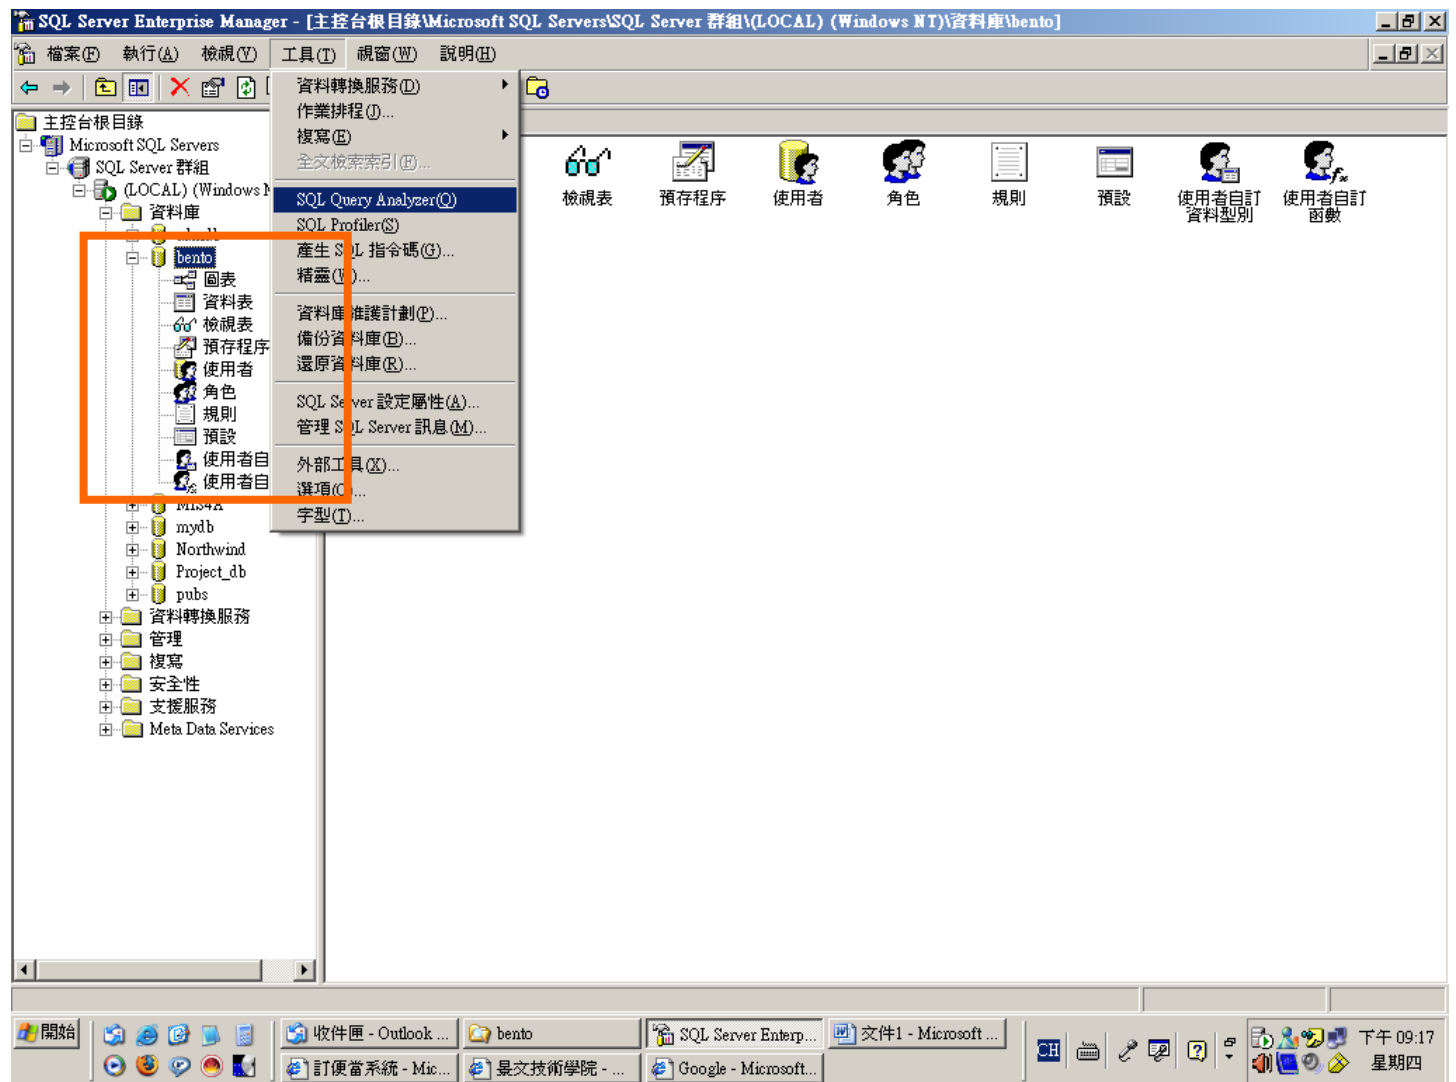 SQL Server Enterprise Manager - [主控台根目錄\Microsoft SQL Servers\SQL Server 群組\(LOCAL) (Windows NT)\資料庫\bento]
檔案(F) 執行(A) 檢視(V) 工具(T) 視窗(W) 說明(H)
主控台根目錄
Microsoft SQL Servers
SQL Server 群組
(LOCAL) (Windows N
資料庫
bento
圖表
資料表
檢視表
預存程序
使用者
角色
規則
預設
使用者自
使用者自
MIS4A
mydb
Northwind
Project_db
pubs
資料轉換服務
管理
複寫
安全性
支援服務
Meta Data Services
資料轉換服務(D)
作業排程(J)...
複寫(E)
全文檢索索引(F)...
SQL Query Analyzer(Q)
SQL Profiler(S)
產生 SQL 指令碼(G)...
精靈(W)...
資料庫維護計劃(P)...
備份資料庫(B)...
還原資料庫(R)...
SQL Server 設定屬性(A)...
管理 SQL Server 訊息(M)...
外部工具(X)...
選項(O)...
字型(T)...
檢視表 預存程序 使用者 角色 規則 預設 使用者自訂 使用者自訂
資料型別 函數
開始 收件匣 - Outlook ... bento SQL Server Enterp... 文件1 - Microsoft ... CH 下午 09:17
訂便當系統 - Mic... 景文技術學院 - ... Google - Microsoft... 星期四